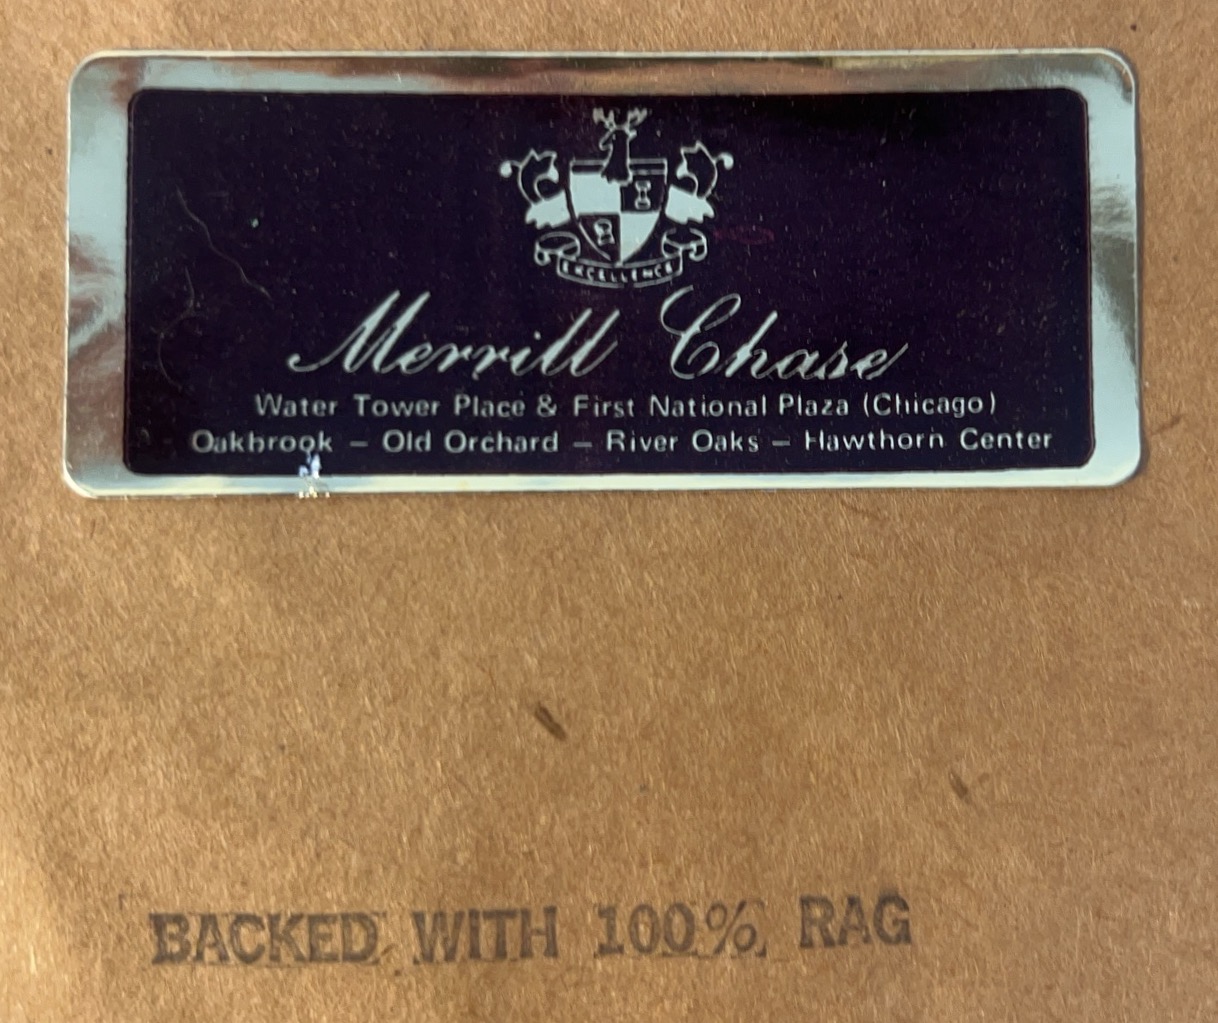 EXCELLENCE
Merrill Chase
Water Tower Place & First National Plaza (Chicago)
Oakbrook – Old Orchard – River Oaks – Hawthorn Center
BACKED WITH 100% RAG